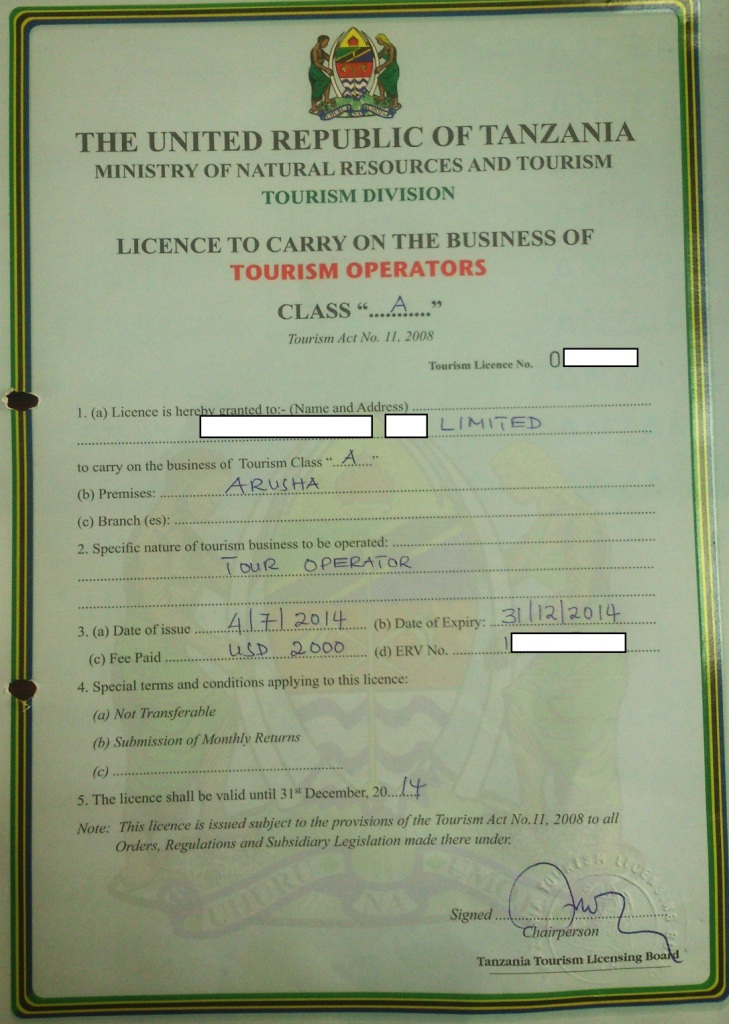 THE UNITED REPUBLIC OF TANZANIA
MINISTRY OF NATURAL RESOURCES AND TOURISM
TOURISM DIVISION
LICENCE TO CARRY ON THE BUSINESS OF
TOURISM OPERATORS
CLASS “....A....”
Tourism Act No. 11, 2008
Tourism Licence No. 0
1. (a) Licence is hereby granted to:- (Name and Address)
LIMITED
to carry on the business of Tourism Class “...A...”
(b) Premises: ARUSHA
(c) Branch (es):
2. Specific nature of tourism business to be operated:
TOUR OPERATOR
3. (a) Date of issue 4/7/2014 (b) Date of Expiry: 31/12/2014
(c) Fee Paid USD 2000 (d) ERV No. 1
4. Special terms and conditions applying to this licence:
(a) Not Transferable
(b) Submission of Monthly Returns
(c)
5. The licence shall be valid until 31st December, 20....14
Note: This licence is issued subject to the provisions of the Tourism Act No.11, 2008 to all
Orders, Regulations and Subsidiary Legislation made there under.
UHURU NA UMOJA
Signed
Chairperson
Tanzania Tourism Licensing Board